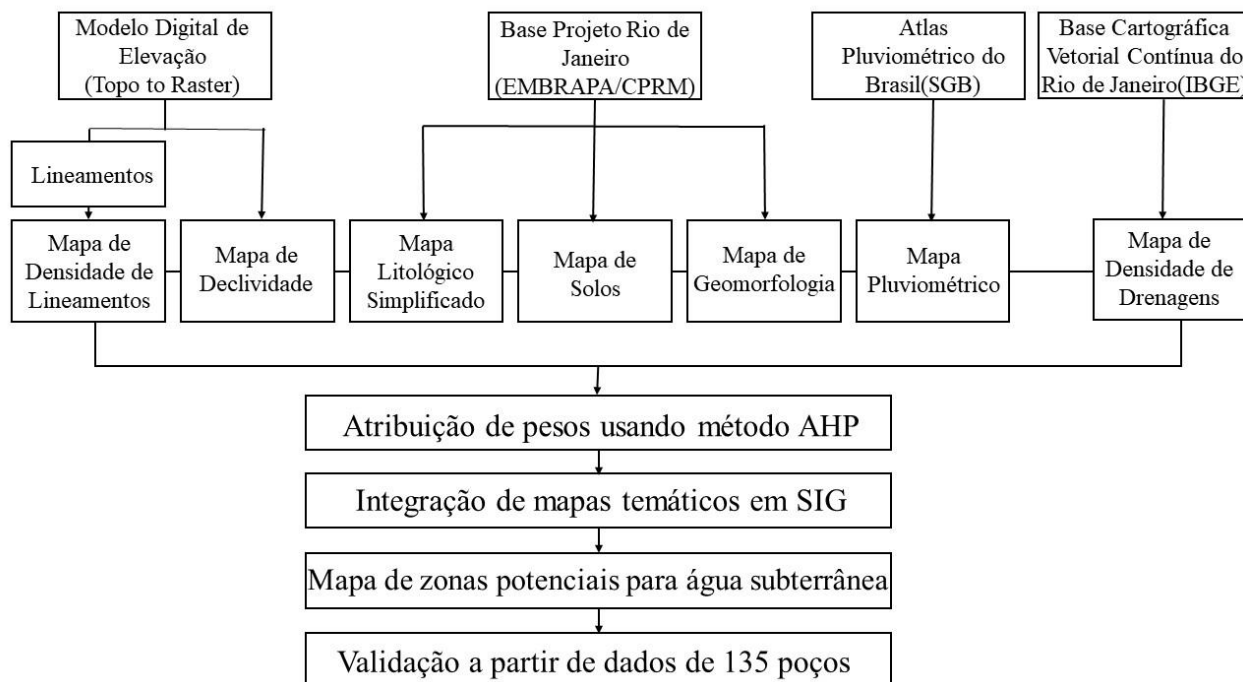 Modelo Digital de
Elevação
(Topo to Raster)
Base Projeto Rio de
Janeiro
(EMBRAPA/CPRM)
Atlas
Pluviométrico do
Brasil(SGB)
Base Cartográfica
Vetorial Contínua do
Rio de Janeiro(IBGE)
Lineamentos
Mapa de
Densidade de
Lineamentos
Mapa de
Declividade
Mapa
Litológico
Simplificado
Mapa de
Solos
Mapa de
Geomorfologia
Mapa
Pluviométrico
Mapa de
Densidade de
Drenagens
Atribuição de pesos usando método AHP
Integração de mapas temáticos em SIG
Mapa de zonas potenciais para água subterrânea
Validação a partir de dados de 135 poços